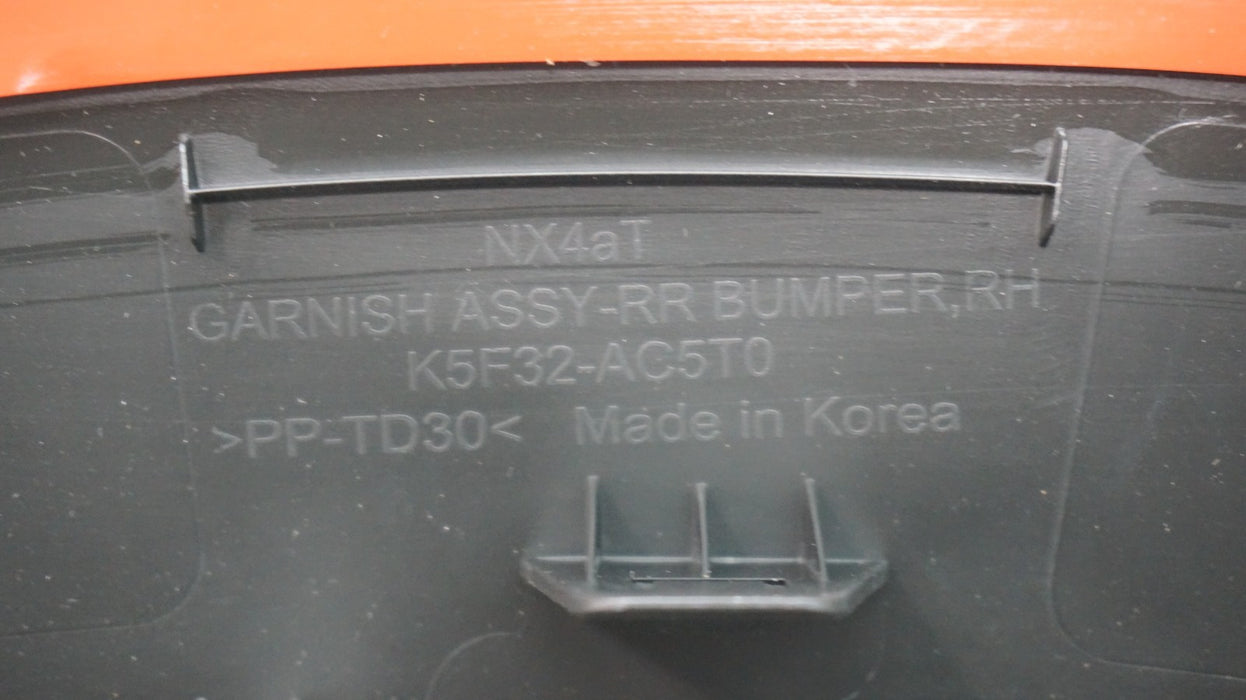 NX4aT
GARNISH ASSY-RR BUMPER,RH
K5F32-AC5T0
>PP-TD30< Made in Korea